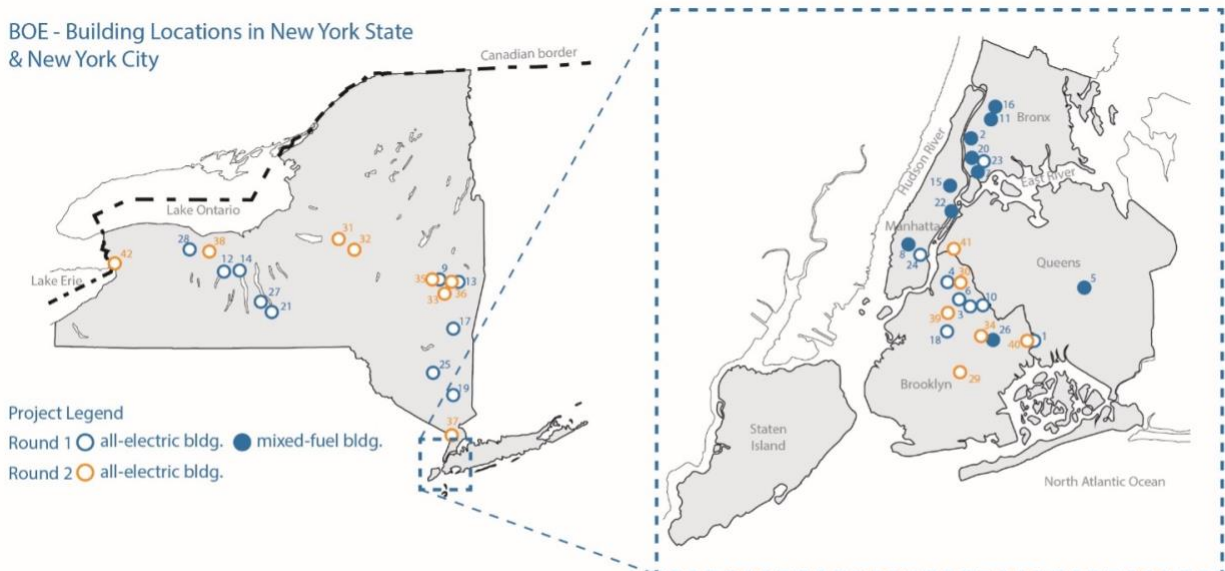 BOE - Building Locations in New York State
& New York City
Canadian border
Lake Ontario
Lake Erie
31
32
28
38
12
14
42
35
9
13
33
36
27
21
17
25
19
37
Project Legend
Round 1 all-electric bldg. mixed-fuel bldg.
Round 2 all-electric bldg.
Hudson River
16
11
Bronx
2
20
23
East River
15
22
Manhatta
8
24
41
Queens
4
30
5
6
10
3
39
18
34
26
40
1
Brooklyn
29
Staten
Island
North Atlantic Ocean